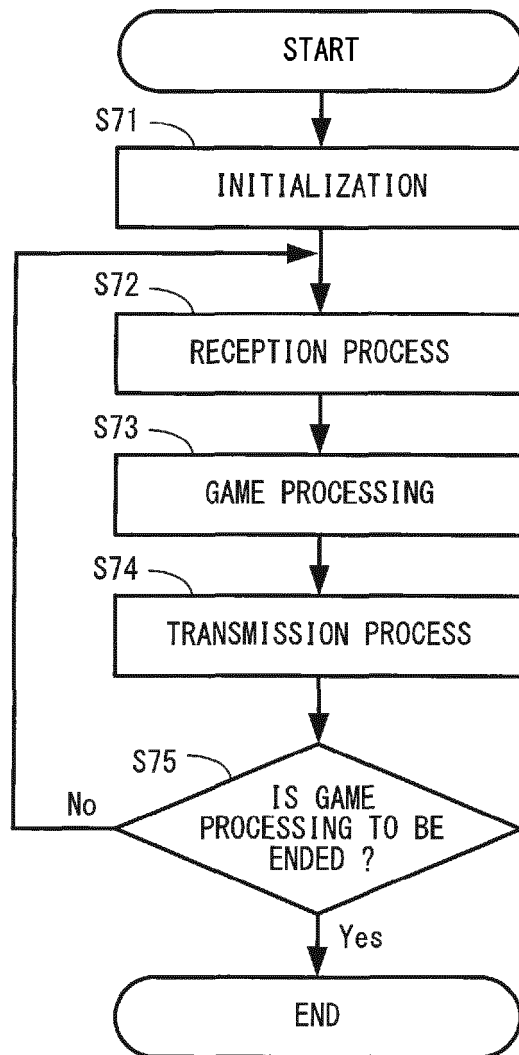 START
S71
INITIALIZATION
S72
RECEPTION PROCESS
S73
GAME PROCESSING
S74
TRANSMISSION PROCESS
S75
IS GAME
PROCESSING TO BE
ENDED ?
No
Yes
END